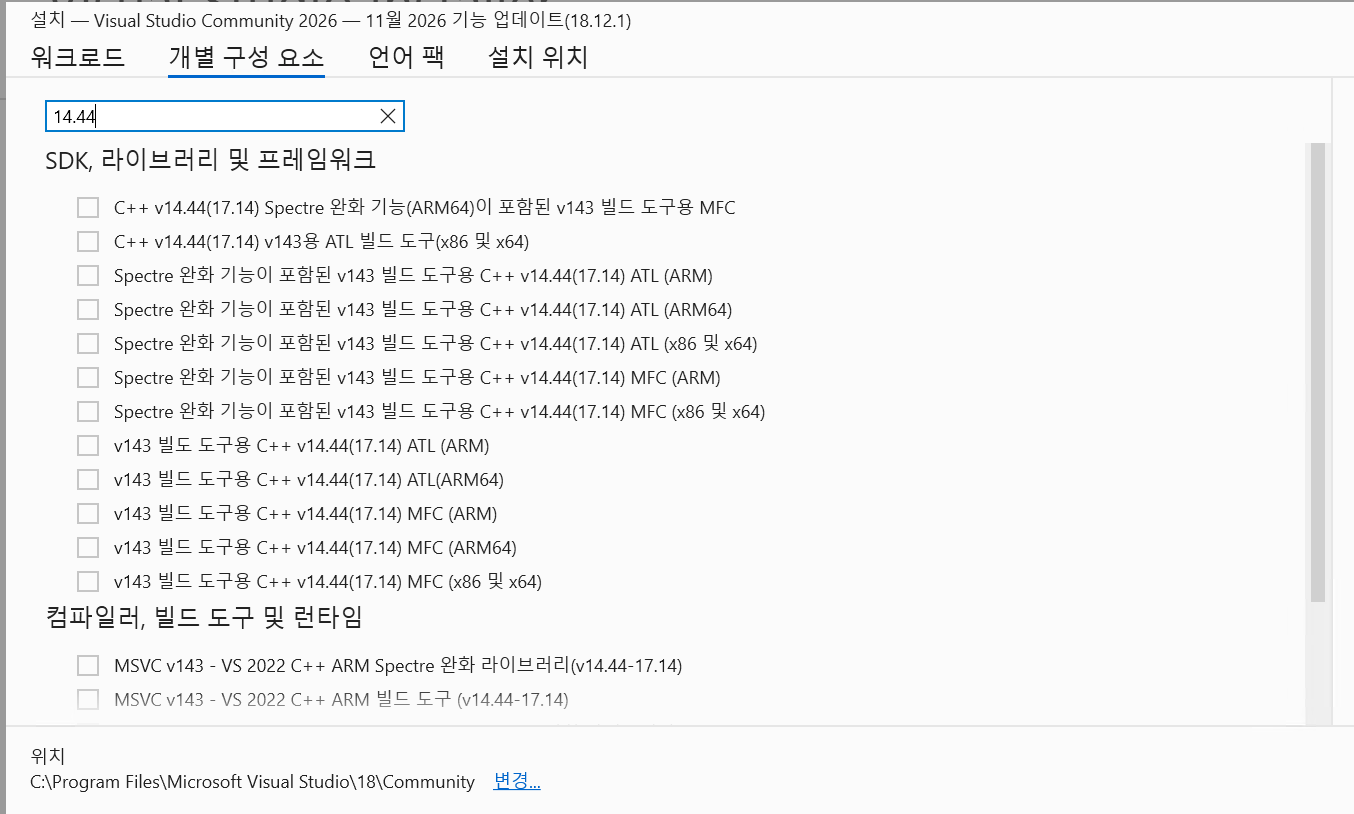 설치 — Visual Studio Community 2026 — 11월 2026 기능 업데이트(18.12.1)
워크로드 개별 구성 요소 언어 팩 설치 위치
14.44
SDK, 라이브러리 및 프레임워크
C++ v14.44(17.14) Spectre 완화 기능(ARM64)이 포함된 v143 빌드 도구용 MFC
C++ v14.44(17.14) v143용 ATL 빌드 도구(x86 및 x64)
Spectre 완화 기능이 포함된 v143 빌드 도구용 C++ v14.44(17.14) ATL (ARM)
Spectre 완화 기능이 포함된 v143 빌드 도구용 C++ v14.44(17.14) ATL (ARM64)
Spectre 완화 기능이 포함된 v143 빌드 도구용 C++ v14.44(17.14) ATL (x86 및 x64)
Spectre 완화 기능이 포함된 v143 빌드 도구용 C++ v14.44(17.14) MFC (ARM)
Spectre 완화 기능이 포함된 v143 빌드 도구용 C++ v14.44(17.14) MFC (x86 및 x64)
v143 빌도 도구용 C++ v14.44(17.14) ATL (ARM)
v143 빌드 도구용 C++ v14.44(17.14) ATL(ARM64)
v143 빌드 도구용 C++ v14.44(17.14) MFC (ARM)
v143 빌드 도구용 C++ v14.44(17.14) MFC (ARM64)
v143 빌드 도구용 C++ v14.44(17.14) MFC (x86 및 x64)
컴파일러, 빌드 도구 및 런타임
MSVC v143 - VS 2022 C++ ARM Spectre 완화 라이브러리(v14.44-17.14)
MSVC v143 - VS 2022 C++ ARM 빌드 도구 (v14.44-17.14)
위치
C:\Program Files\Microsoft Visual Studio\18\Community 변경...